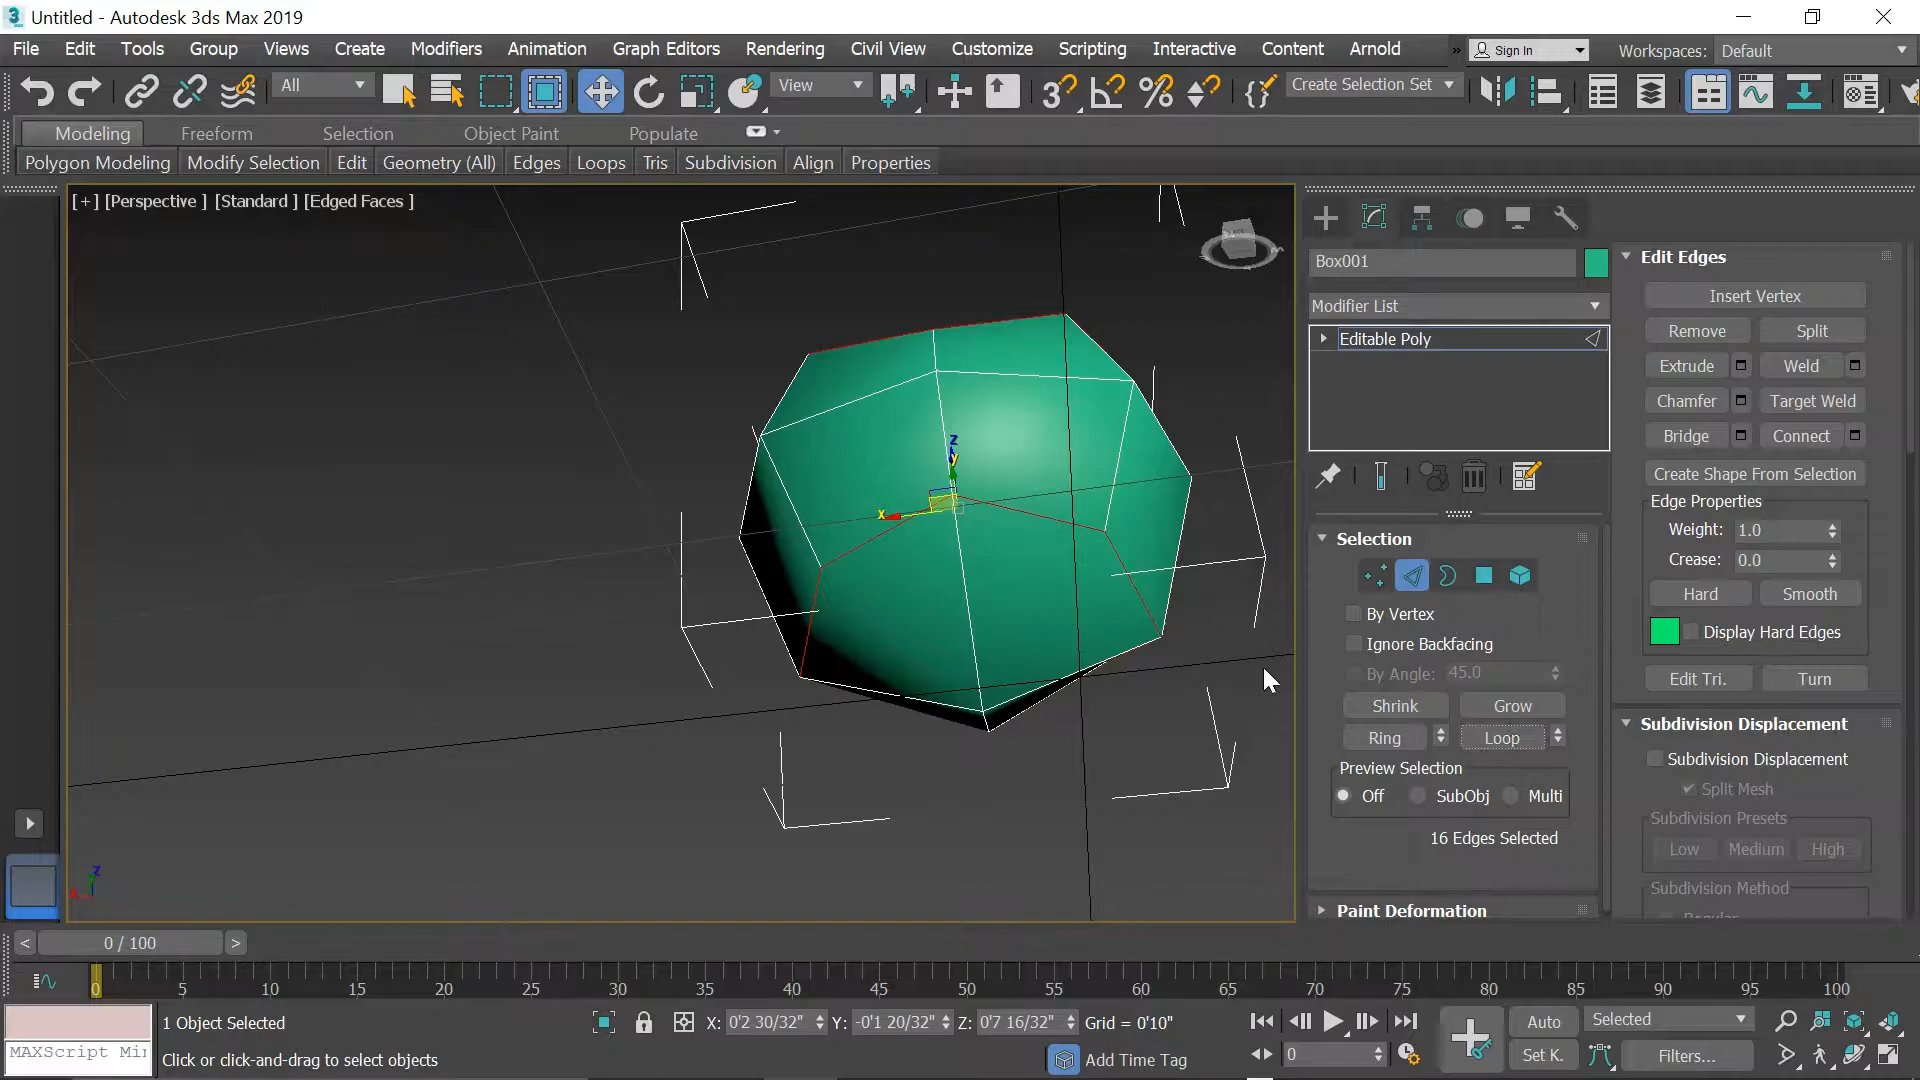 Untitled - Autodesk 3ds Max 2019
File Edit Tools Group Views Create Modifiers Animation Graph Editors Rendering Civil View Customize Scripting Interactive Content Arnold » Sign In Workspaces: Default
All View Create Selection Set
Modeling Freeform Selection Object Paint Populate
Polygon Modeling Modify Selection Edit Geometry (All) Edges Loops Tris Subdivision Align Properties
[ + ] [Perspective ] [Standard ] [Edged Faces ]
Box001
Modifier List
Editable Poly
Selection
By Vertex
Ignore Backfacing
By Angle: 45.0
Shrink Grow
Ring Loop
Preview Selection
Off SubObj Multi
16 Edges Selected
Paint Deformation
Edit Edges
Insert Vertex
Remove Split
Extrude Weld
Chamfer Target Weld
Bridge Connect
Create Shape From Selection
Edge Properties
Weight: 1.0
Crease: 0.0
Hard Smooth
Display Hard Edges
Edit Tri. Turn
Subdivision Displacement
Subdivision Displacement
Split Mesh
Subdivision Presets
Low Medium High
Subdivision Method
z
y
x
z
< 0 / 100 >
0 5 10 15 20 25 30 35 40 45 50 55 60 65 70 75 80 85 90 95 100
1 Object Selected X: 0'2 30/32" Y: -0'1 20/32" Z: 0'7 16/32" Grid = 0'10" Auto Selected
MAXScript Mi Click or click-and-drag to select objects Add Time Tag 0 Set K. Filters...